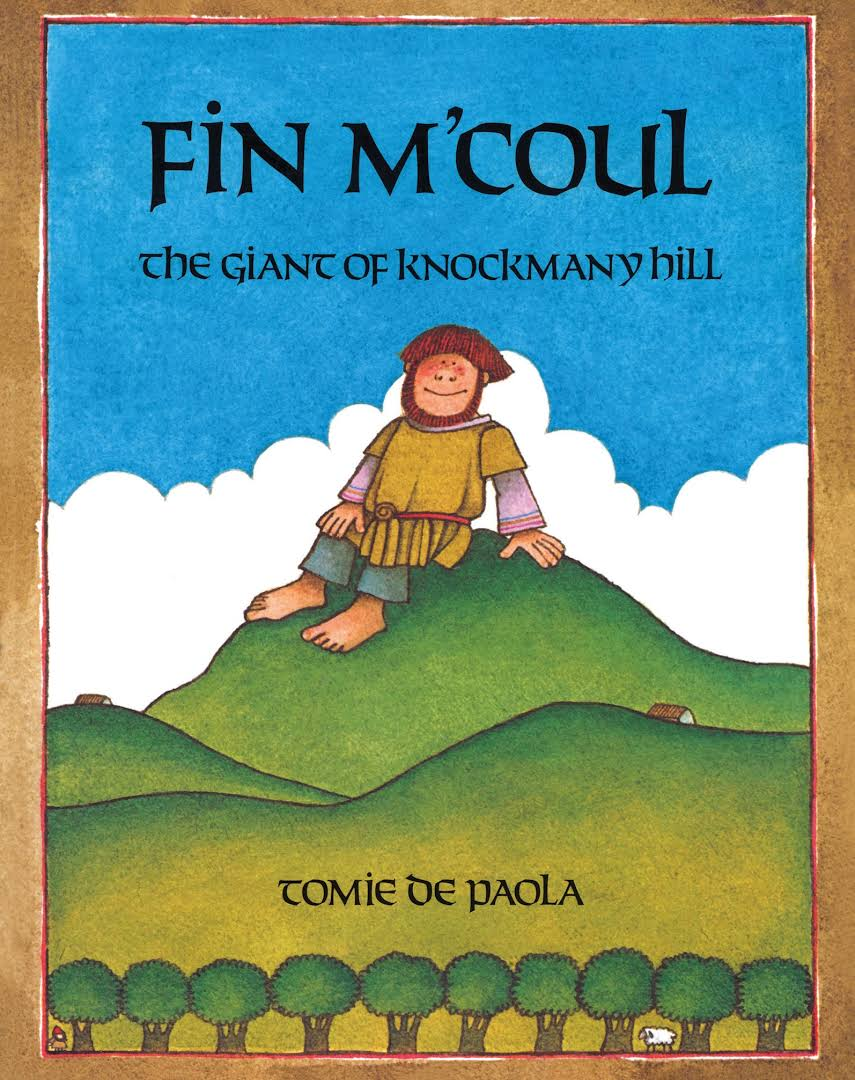 FiN M'COUL
The GiANT OF KNOCKMANY hiLL
TOMiE DE PAOLA